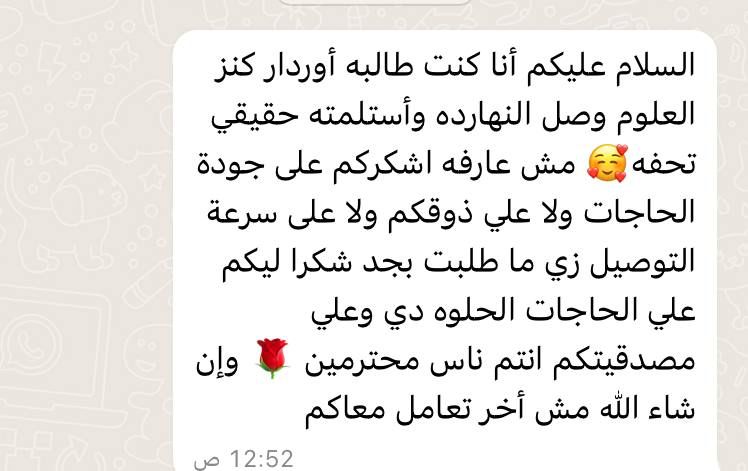 السلام عليكم أنا كنت طالبه أوردار كنز
العلوم وصل النهارده وأستلمته حقيقي
تحفه🥰 مش عارفه اشكركم على جودة
الحاجات ولا علي ذوقكم ولا على سرعة
التوصيل زي ما طلبت بجد شكرا ليكم
علي الحاجات الحلوه دي وعلي
مصدقيتكم انتم ناس محترمين 🌹 وإن
شاء الله مش أخر تعامل معاكم
12:52 ص